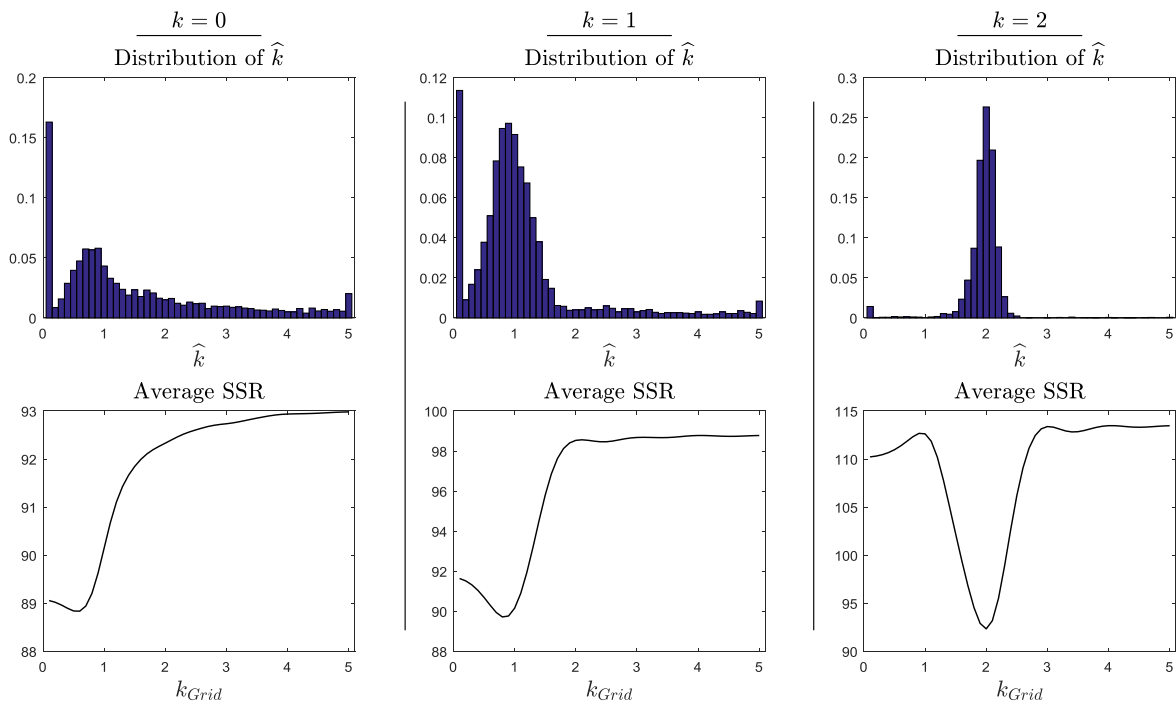 k = 0
Distribution of k̂
0.2
0.15
0.1
0.05
0
0 1 2 3 4 5
k̂
Average SSR
93
92
91
90
89
88
0 1 2 3 4 5
k_Grid
k = 1
Distribution of k̂
0.12
0.1
0.08
0.06
0.04
0.02
0
0 1 2 3 4 5
k̂
Average SSR
100
98
96
94
92
90
88
0 1 2 3 4 5
k_Grid
k = 2
Distribution of k̂
0.3
0.25
0.2
0.15
0.1
0.05
0
0 1 2 3 4 5
k̂
Average SSR
115
110
105
100
95
90
0 1 2 3 4 5
k_Grid